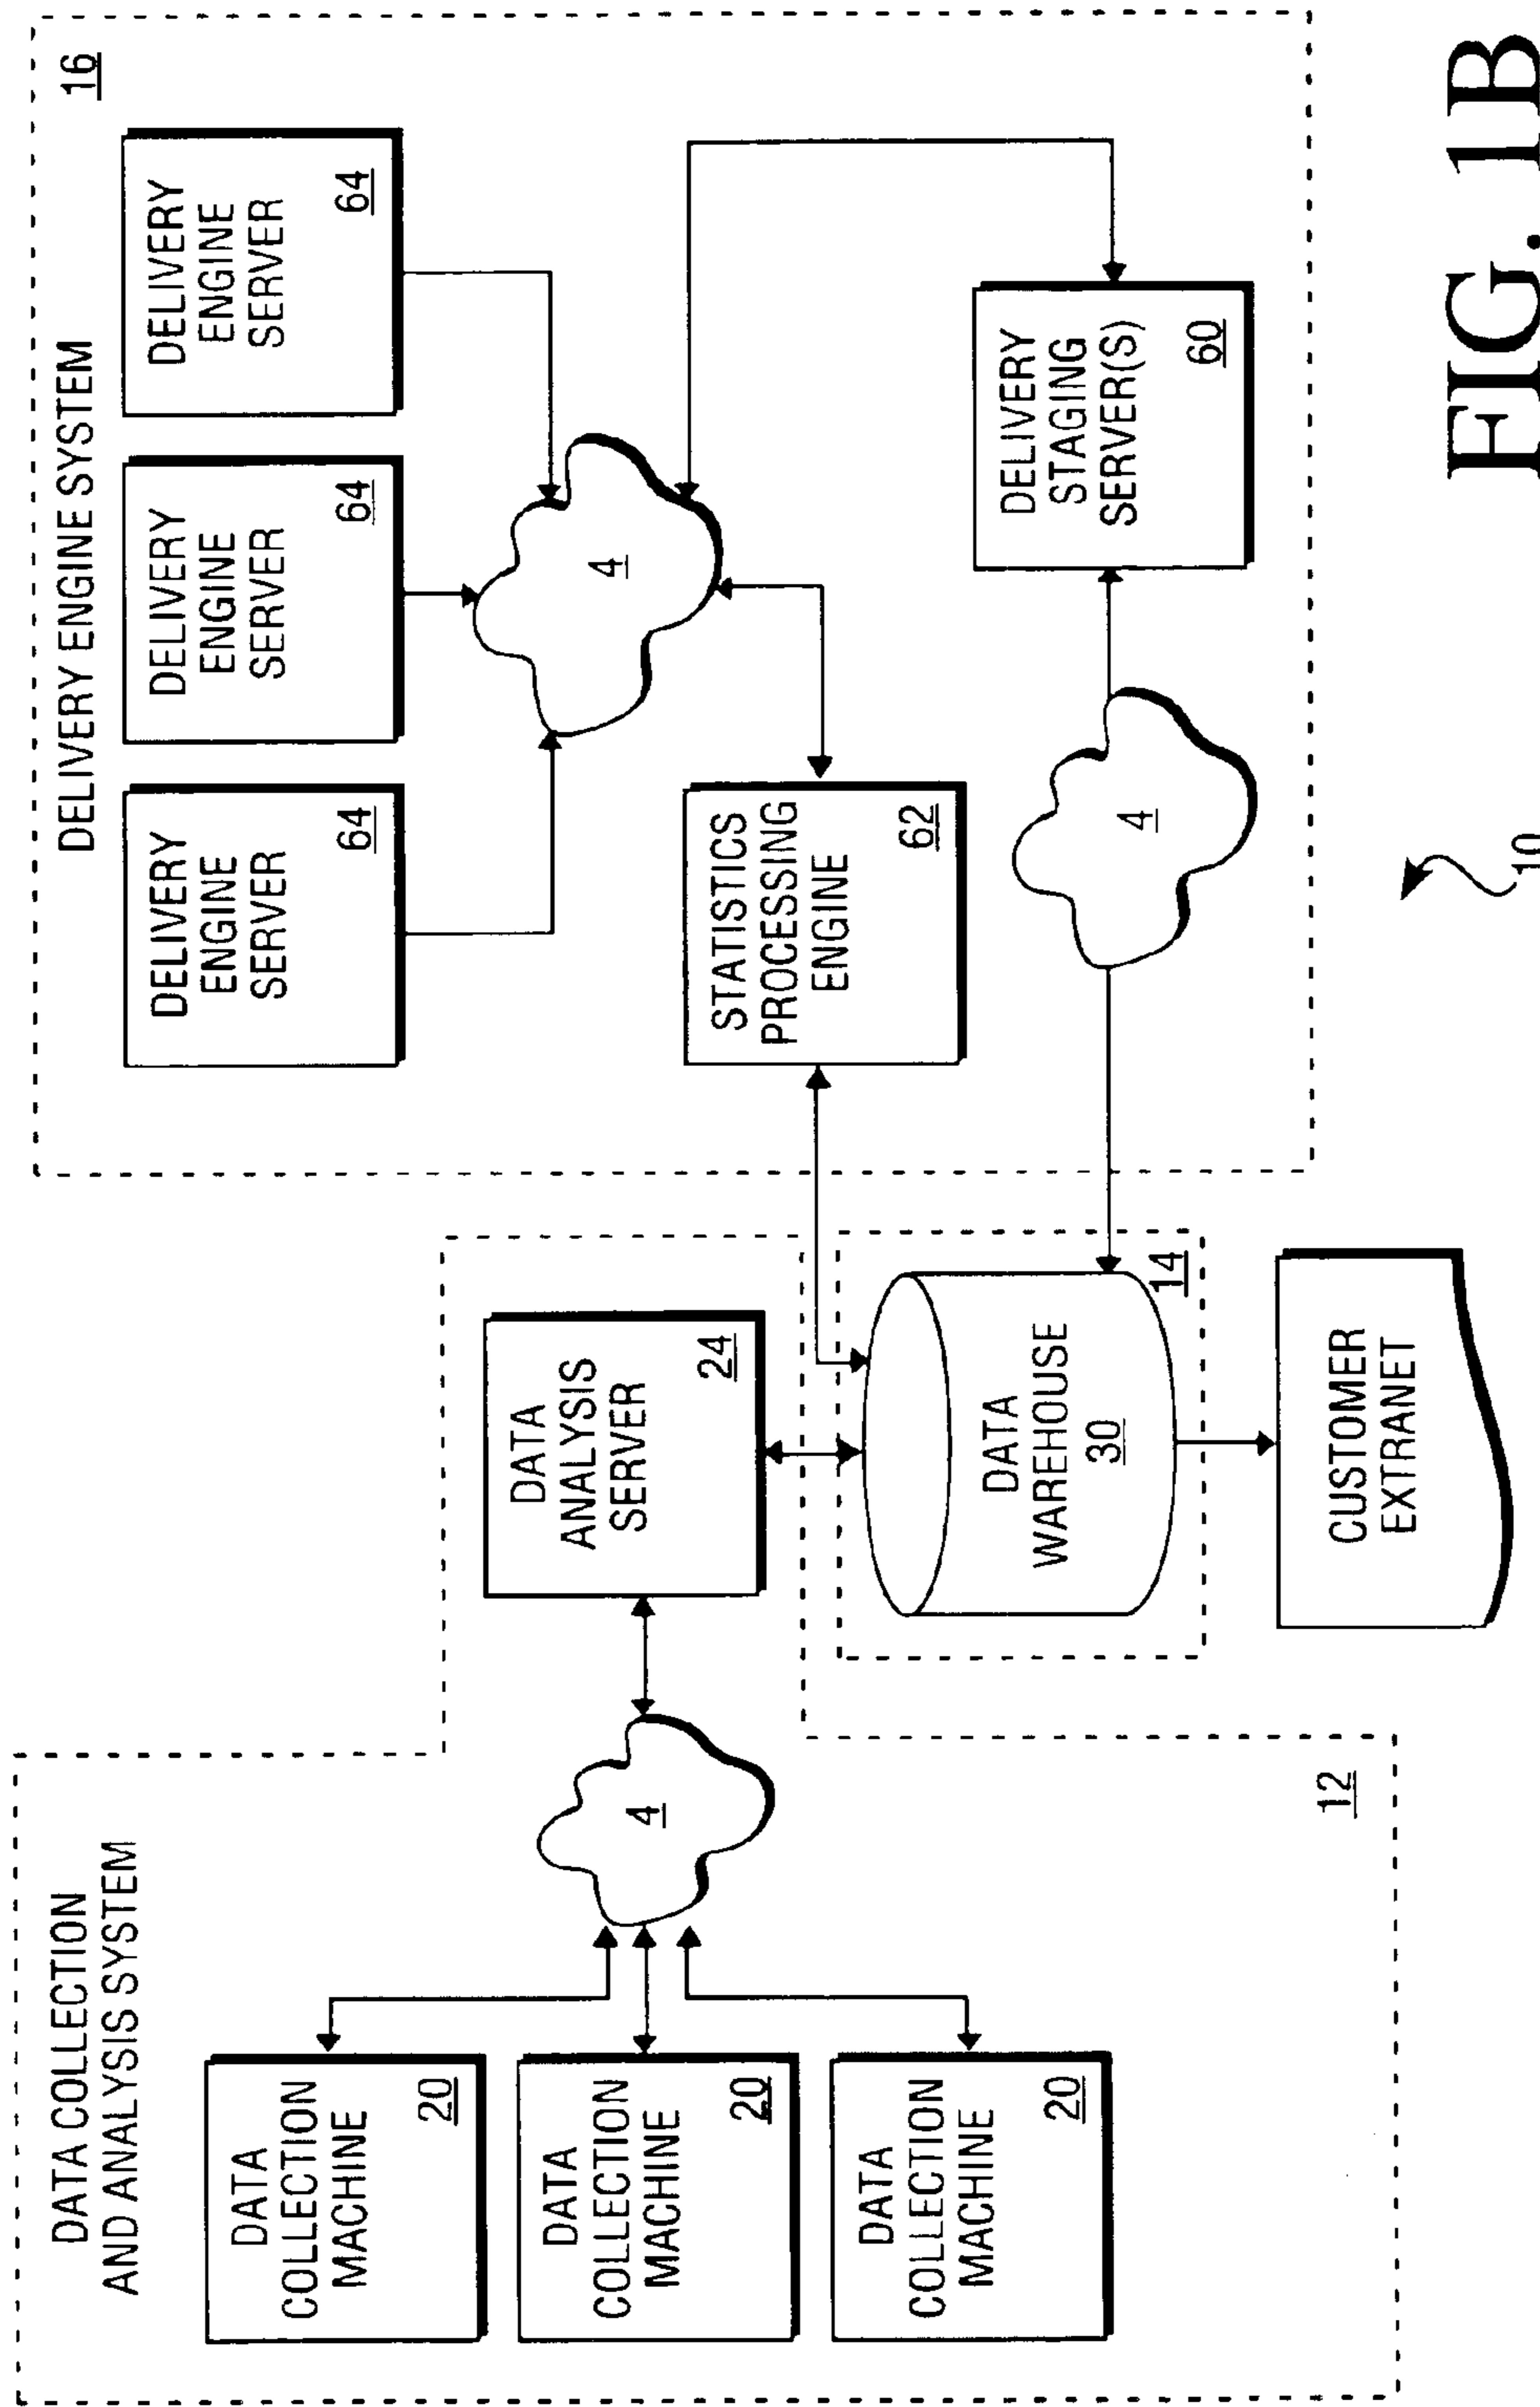 DATA COLLECTION
AND ANALYSIS SYSTEM
DATA
COLLECTION
MACHINE
20
DATA
COLLECTION
MACHINE
20
DATA
COLLECTION
MACHINE
20
4
12
DATA
ANALYSIS
SERVER
24
DATA
WAREHOUSE
30
14
CUSTOMER
EXTRANET
DELIVERY ENGINE SYSTEM
16
DELIVERY
ENGINE
SERVER
64
DELIVERY
ENGINE
SERVER
64
DELIVERY
ENGINE
SERVER
64
4
STATISTICS
PROCESSING
ENGINE
62
4
DELIVERY
STAGING
SERVER(S)
60
10
FIG. 1B